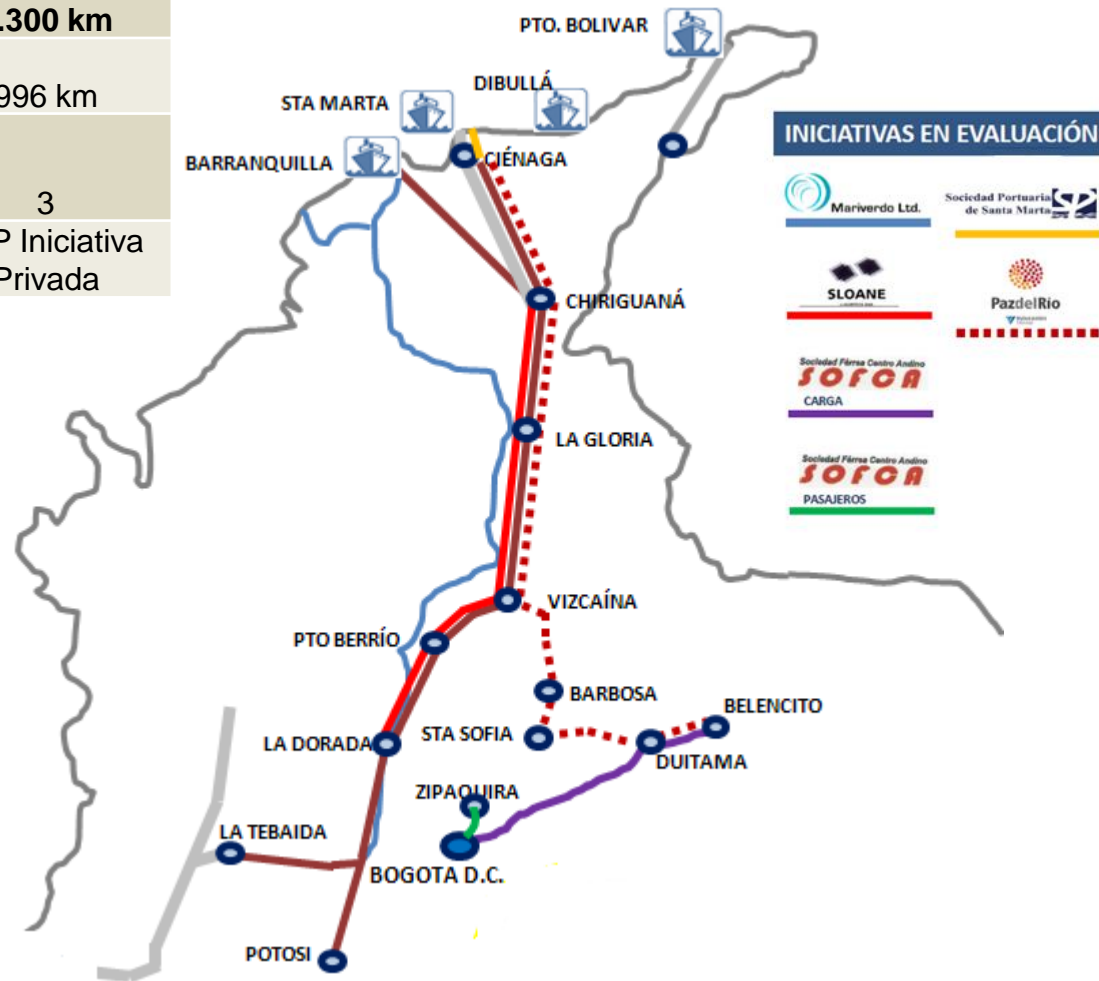 .300 km
996 km
3
P Iniciativa
Privada
PTO. BOLIVAR
DIBULLÁ
STA MARTA
BARRANQUILLA
CIÉNAGA
CHIRIGUANÁ
LA GLORIA
VIZCAÍNA
PTO BERRÍO
BARBOSA
BELENCITO
STA SOFIA
LA DORADA
DUITAMA
ZIPAQUIRA
LA TEBAIDA
BOGOTA D.C.
POTOSI
INICIATIVAS EN EVALUACIÓN
Mariverdo Ltd.
Sociedad Portuaria
de Santa Marta
SP
SLOANE
PazdelRío
Sociedad Férrea Centro Andino
SOFCA
CARGA
Sociedad Férrea Centro Andino
SOFCA
PASAJEROS